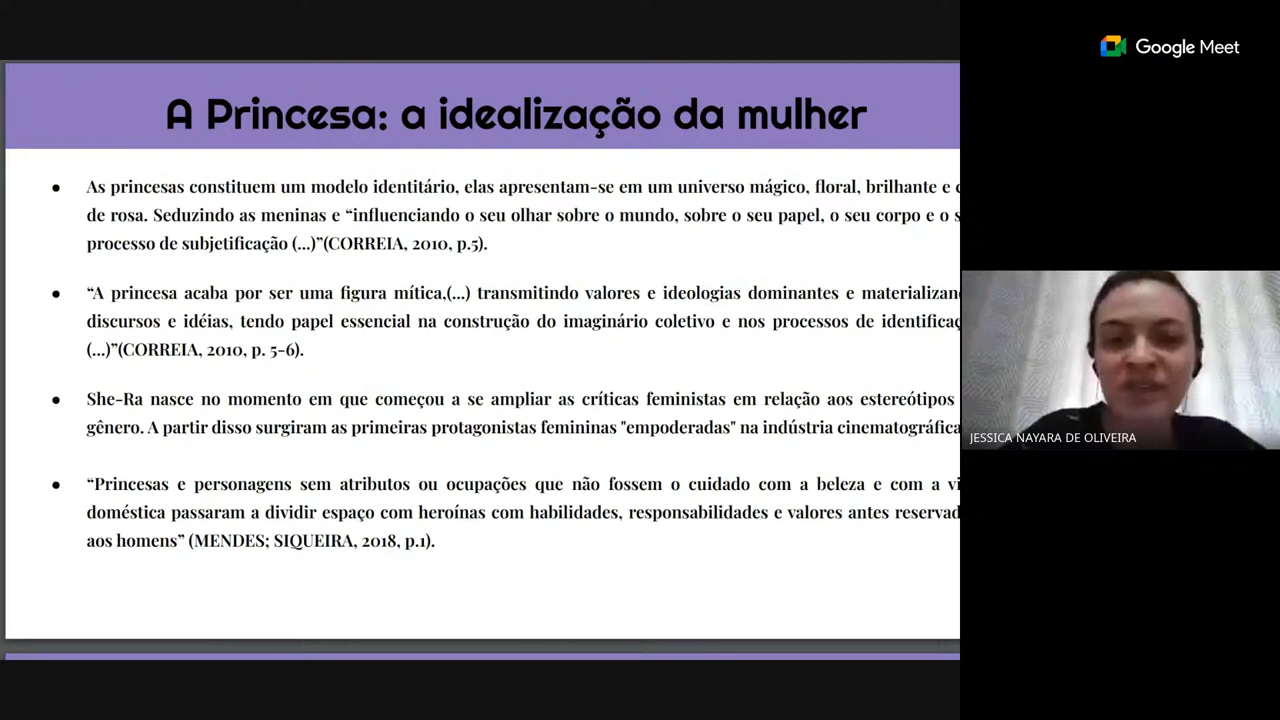 A Princesa: a idealização da mulher
● As princesas constituem um modelo identitário, elas apresentam-se em um universo mágico, floral, brilhante e
de rosa. Seduzindo as meninas e “influenciando o seu olhar sobre o mundo, sobre o seu papel, o seu corpo e o
processo de subjetificação (...)”(CORREIA, 2010, p.5).
● “A princesa acaba por ser uma figura mítica,(...) transmitindo valores e ideologias dominantes e
discursos e idéias, tendo papel essencial na construção do imaginário coletivo e nos processos de
(...)”(CORREIA, 2010, p. 5-6).
● She-Ra nasce no momento em que começou a se ampliar as críticas feministas em relação aos estereótipos
gênero. A partir disso surgiram as primeiras protagonistas femininas "empoderadas" na indústria cinematográfica
● “Princesas e personagens sem atributos ou ocupações que não fossem o cuidado com a beleza e com a
doméstica passaram a dividir espaço com heroínas com habilidades, responsabilidades e valores antes
aos homens” (MENDES; SIQUEIRA, 2018, p.1).
Google Meet
JESSICA NAYARA DE OLIVEIRA